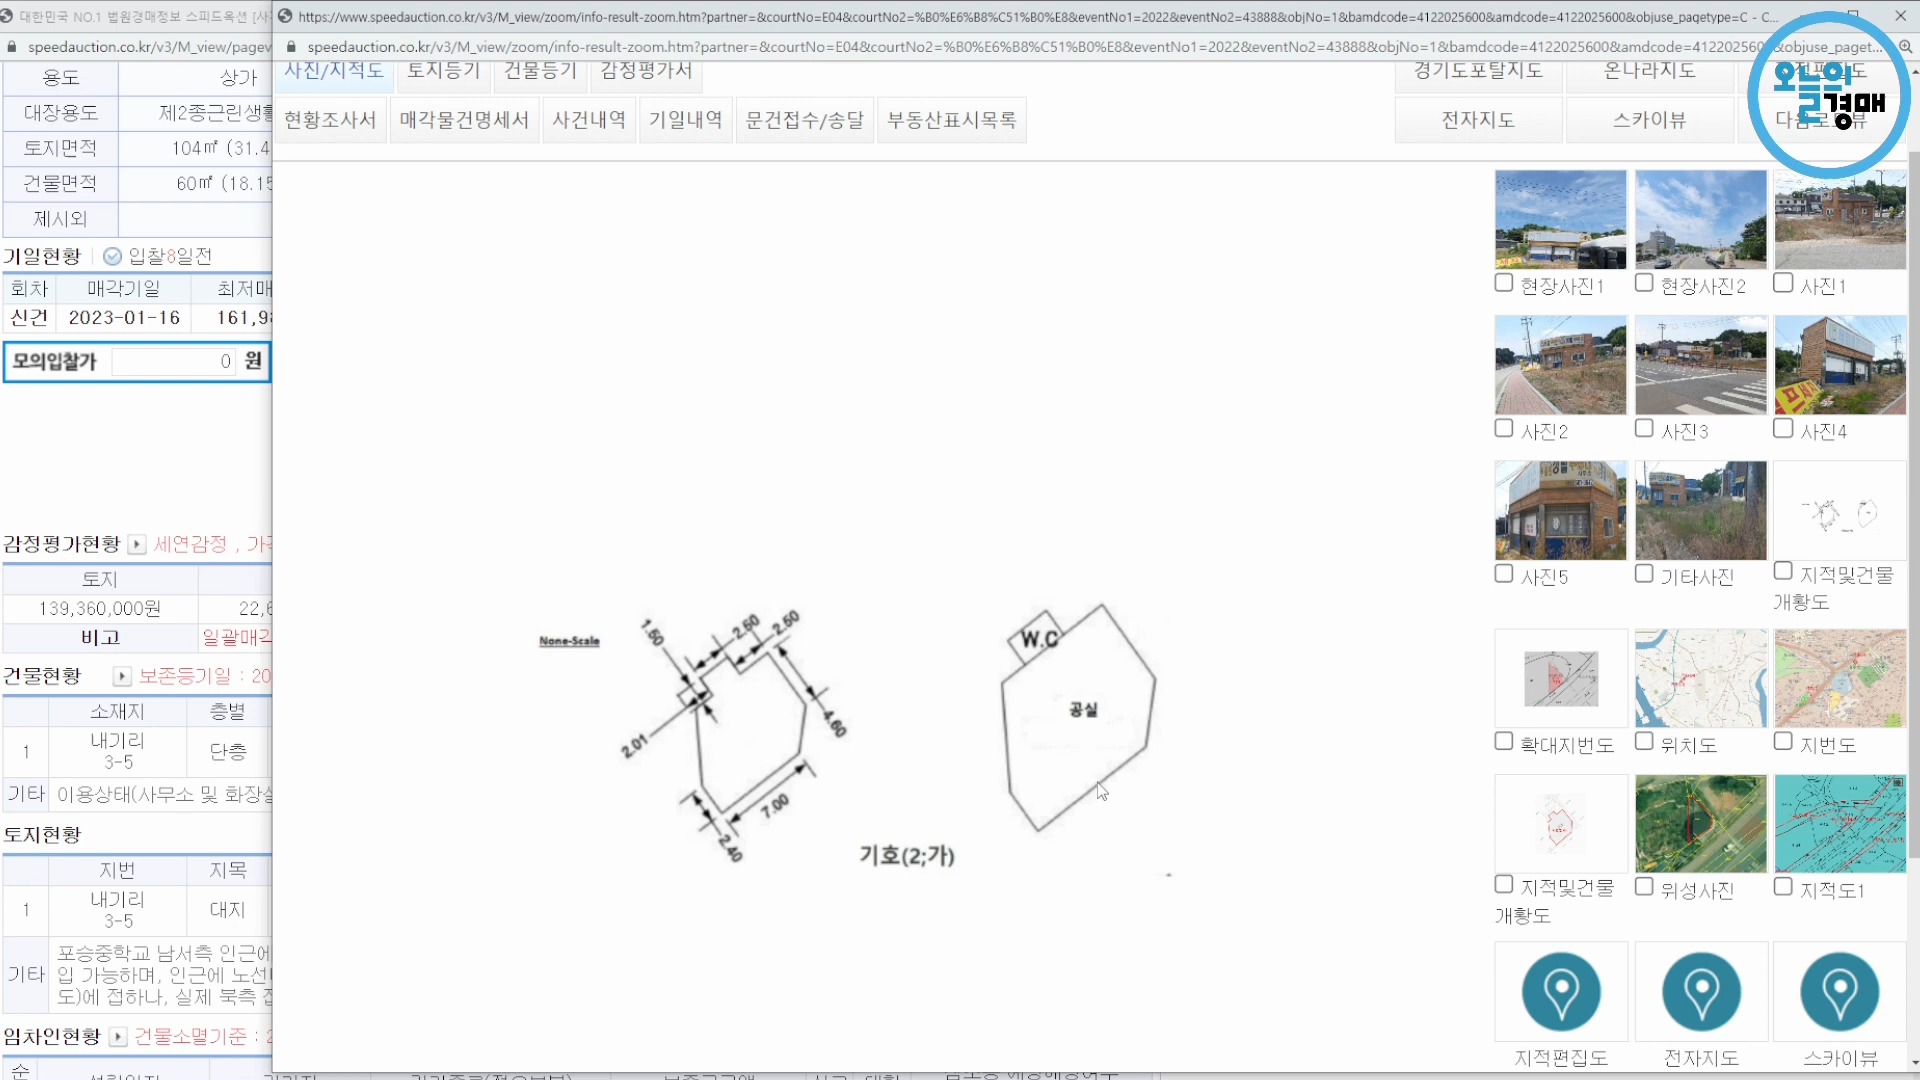 대한민국 NO.1 법원경매정보 스피드옥션
https://www.speedauction.co.kr/v3/M_view/zoom/info-result-zoom.htm?partner=&courtNo=E04&courtNo2=%B0%E6%B8%C51%B0%E8&eventNo1=2022&eventNo2=43888&objNo=1&bamdcode=4122025600&amdcode=4122025600&objuse_pagetype=C - C...
speedauction.co.kr/v3/M_view/pagev
speedauction.co.kr/v3/M_view/zoom/info-result-zoom.htm?partner=&courtNo=E04&courtNo2=%B0%E6%B8%C51%B0%E8&eventNo1=2022&eventNo2=43888&objNo=1&bamdcode=4122025600&amdcode=4122025600&objuse_paget...
오늘의
경매
사진/지적도 토지등기 건물등기 감정평가서
경기도포탈지도 온나라지도
현황조사서 매각물건명세서 사건내역 기일내역 문건접수/송달 부동산표시목록
전자지도 스카이뷰
용도 상가
대장용도 제2종근린생활
토지면적 104㎡ (31.4
건물면적 60㎡ (18.15
제시외
기일현황 입찰8일전
회차 매각기일 최저매
신건 2023-01-16 161,98
모의입찰가 0 원
감정평가현황 세연감정 , 가
토지
139,360,000원 22,6
비고 일괄매각
건물현황 보존등기일 : 20
소재지 층별
1 내기리 3-5 단층
기타 이용상태(사무소 및 화장실
토지현황
지번 지목
1 내기리 3-5 대지
기타
포승중학교 남서측 인근에
입 가능하며, 인근에 노선
도)에 접하나, 실제 북측 접
임차인현황 건물소멸기준 : 2
순
None-Scale
1.50
2.50
2.50
4.60
2.01
7.00
2.40
W.C
공실
기호(2;가)
현장사진1 현장사진2 사진1
사진2 사진3 사진4
사진5 기타사진 지적및건물개황도
확대지번도 위치도 지번도
지적및건물개황도 위성사진 지적도1
지적편집도 전자지도 스카이뷰